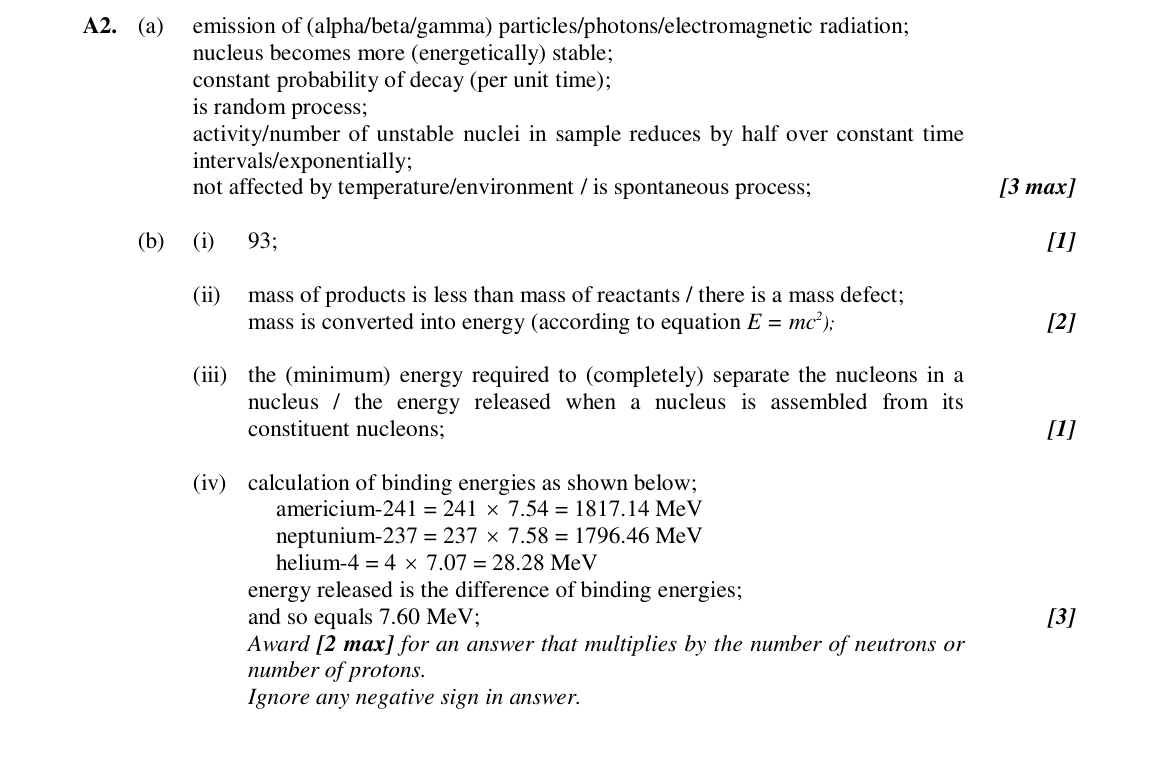 A2. (a) emission of (alpha/beta/gamma) particles/photons/electromagnetic radiation;
nucleus becomes more (energetically) stable;
constant probability of decay (per unit time);
is random process;
activity/number of unstable nuclei in sample reduces by half over constant time
intervals/exponentially;
not affected by temperature/environment / is spontaneous process; [3 max]
(b) (i) 93; [1]
(ii) mass of products is less than mass of reactants / there is a mass defect;
mass is converted into energy (according to equation E = mc²); [2]
(iii) the (minimum) energy required to (completely) separate the nucleons in a
nucleus / the energy released when a nucleus is assembled from its
constituent nucleons; [1]
(iv) calculation of binding energies as shown below;
americium-241 = 241 × 7.54 = 1817.14 MeV
neptunium-237 = 237 × 7.58 = 1796.46 MeV
helium-4 = 4 × 7.07 = 28.28 MeV
energy released is the difference of binding energies;
and so equals 7.60 MeV; [3]
Award [2 max] for an answer that multiplies by the number of neutrons or
number of protons.
Ignore any negative sign in answer.